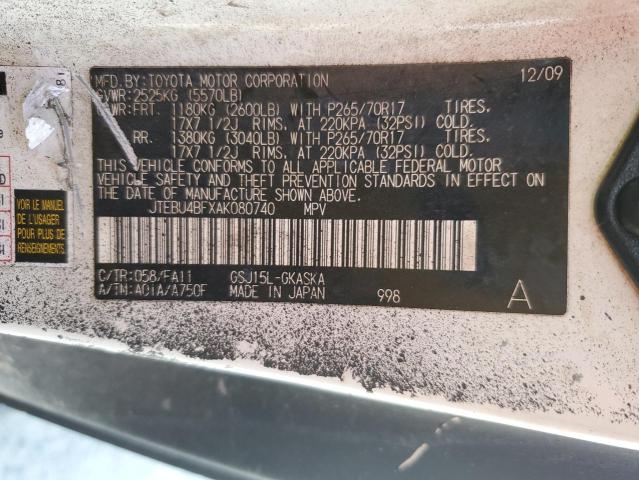 MFD.BY:TOYOTA MOTOR CORPORATION 12/09
GVWR:2525KG (5570LB)
GAWR:FRT. 1180KG (2600LB) WITH P265/70R17 TIRES.
17X7 1/2J RIMS. AT 220KPA (32PSI) COLD.
RR. 1380KG (3040LB) WITH P265/70R17 TIRES.
17X7 1/2J RIMS. AT 220KPA (32PSI) COLD.
THIS VEHICLE CONFORMS TO ALL APPLICABLE FEDERAL MOTOR
VEHICLE SAFETY STANDARDS IN EFFECT ON
THE DATE OF MANUFACTURE SHOWN ABOVE.
JTEBU4BFXAK080740 MPV
C/TR:058/FA11 GSJ15L-GKASKA
A/TM:A01A/A750F MADE IN JAPAN 998 A
VOIR LE MANUEL
DE L'USAGER
POUR PLUS DE
RENSEIGNEMENTS